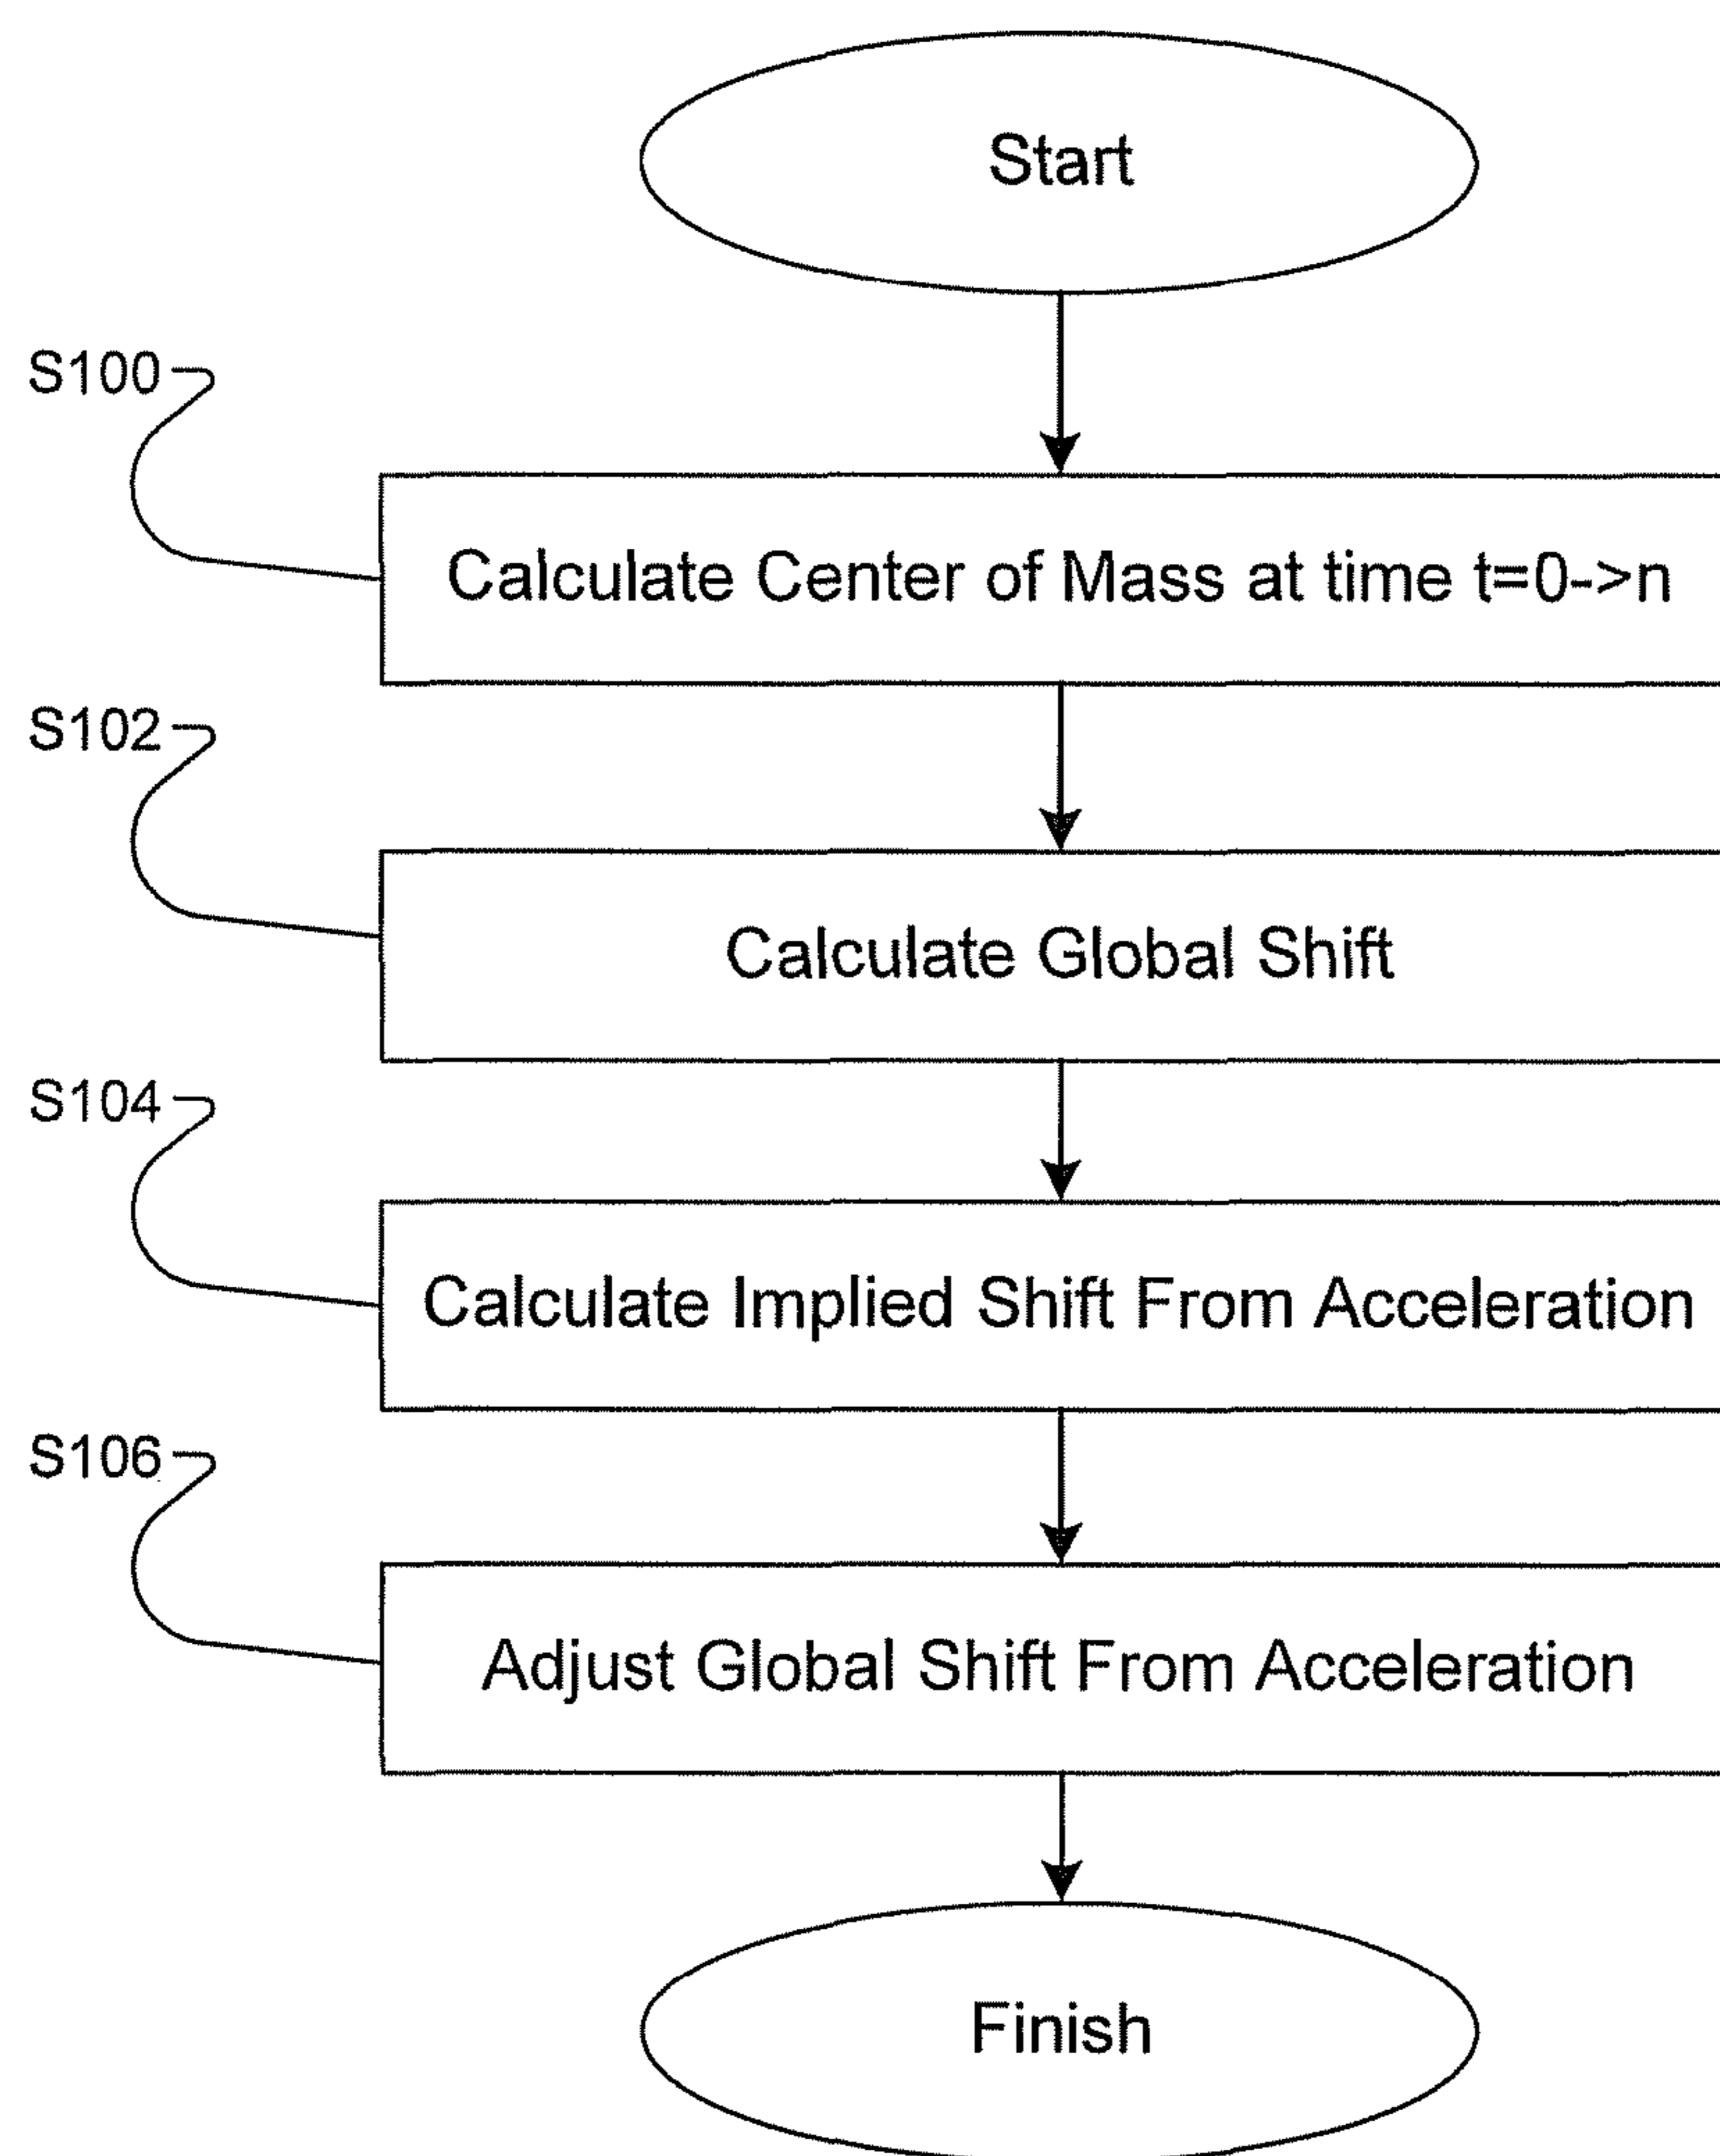 Start
S100
Calculate Center of Mass at time t=0->n
S102
Calculate Global Shift
S104
Calculate Implied Shift From Acceleration
S106
Adjust Global Shift From Acceleration
Finish